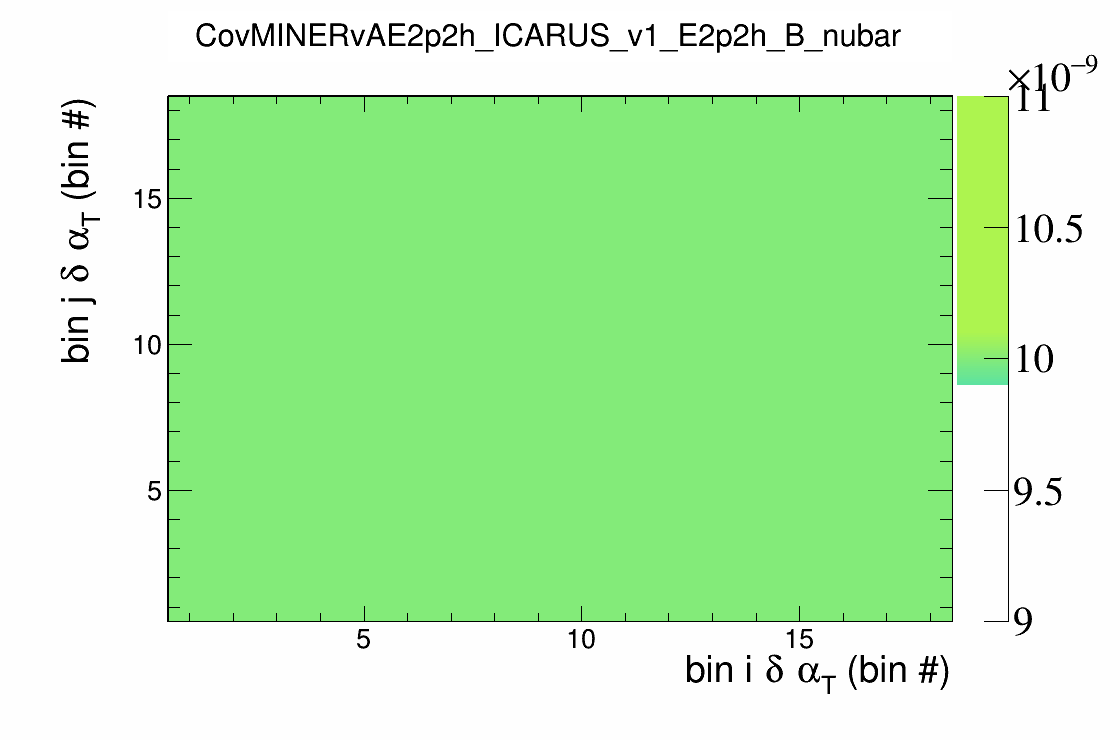 CovMINERvAE2p2h_ICARUS_v1_E2p2h_B_nubar
×10⁻⁹
11
10.5
10
9.5
9
bin j δ α_T (bin #)
15
10
5
5 10 15
bin i δ α_T (bin #)